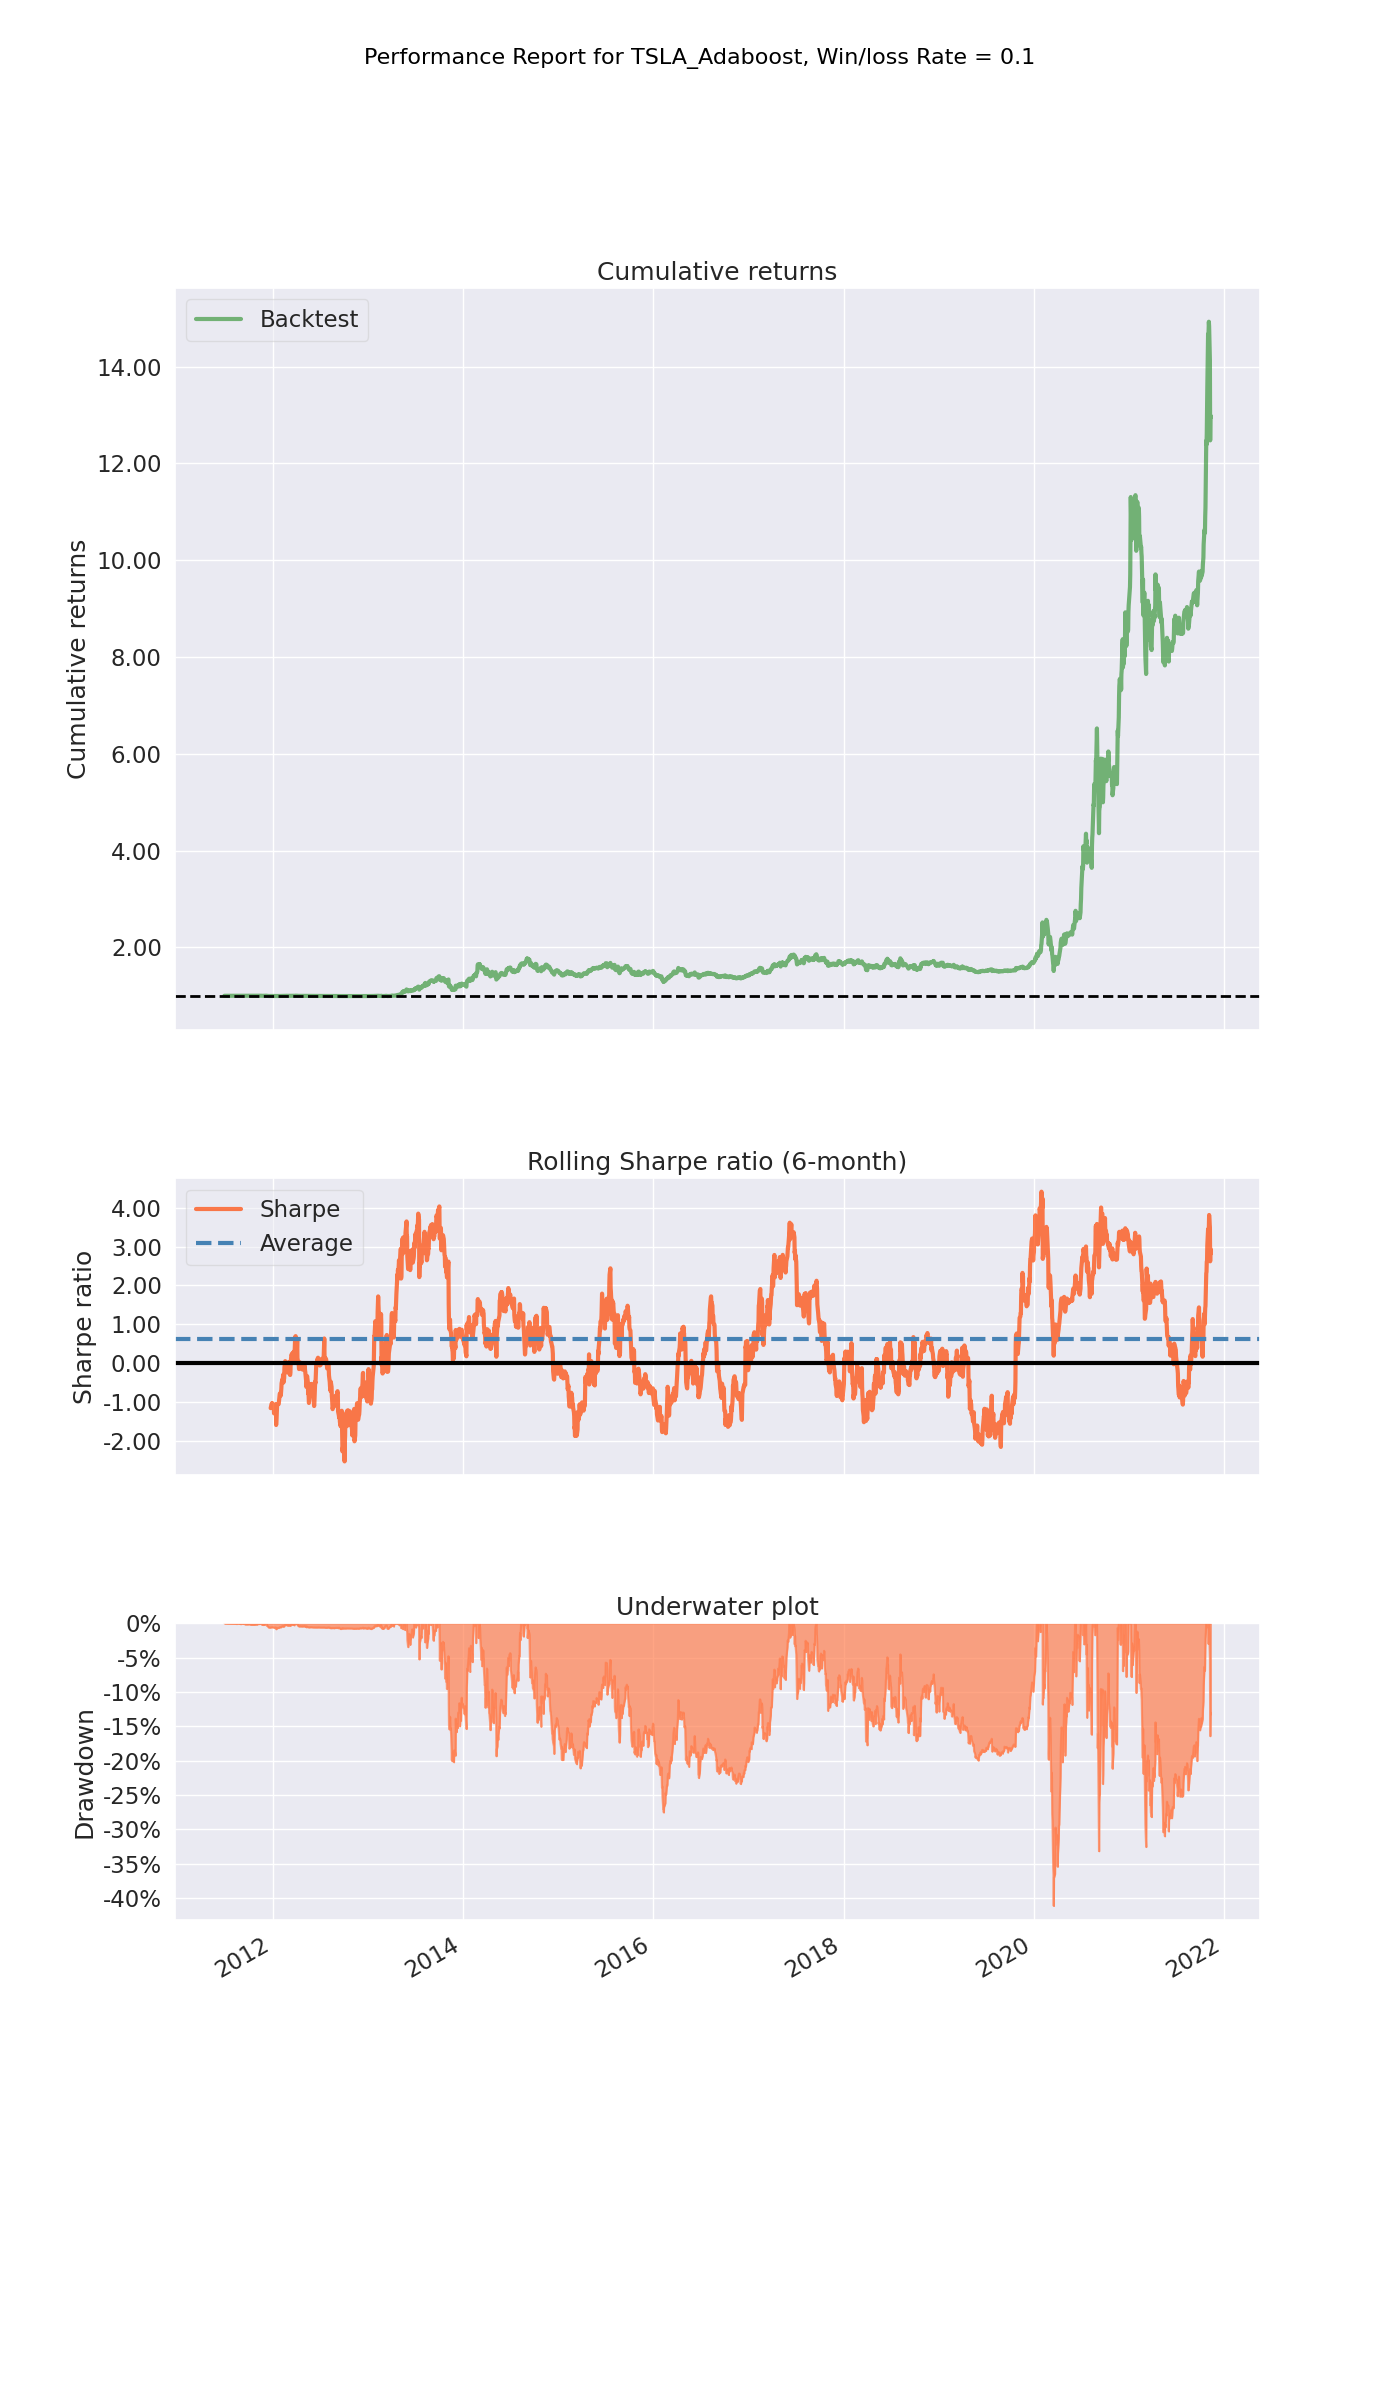 Performance Report for TSLA_Adaboost, Win/loss Rate = 0.1
Cumulative returns
Backtest
14.00
12.00
10.00
8.00
6.00
4.00
2.00
Cumulative returns
Rolling Sharpe ratio (6-month)
Sharpe
Average
4.00
3.00
2.00
1.00
0.00
-1.00
-2.00
Sharpe ratio
Underwater plot
0%
-5%
-10%
-15%
-20%
-25%
-30%
-35%
-40%
Drawdown
2012
2014
2016
2018
2020
2022